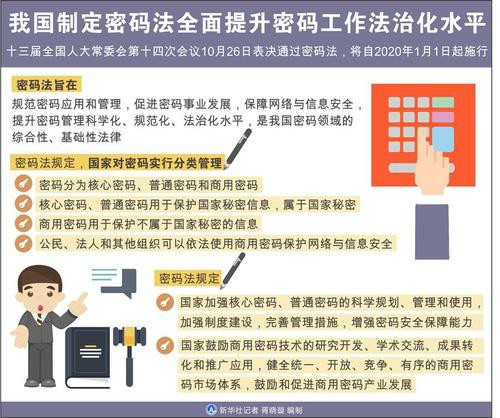 我国制定密码法全面提升密码工作法治化水平
十三届全国人大常委会第十四次会议10月26日表决通过密码法，将自2020年1月1日起施行
密码法旨在
规范密码应用和管理，促进密码事业发展，保障网络与信息安全，
提升密码管理科学化、规范化、法治化水平，是我国密码领域的
综合性、基础性法律
密码法规定，国家对密码实行分类管理
密码分为核心密码、普通密码和商用密码
核心密码、普通密码用于保护国家秘密信息，属于国家秘密
商用密码用于保护不属于国家秘密的信息
公民、法人和其他组织可以依法使用商用密码保护网络与信息安全
密码法规定
国家加强核心密码、普通密码的科学规划、管理和使用，
加强制度建设，完善管理措施，增强密码安全保障能力
国家鼓励商用密码技术的研究开发、学术交流、成果转
化和推广应用，健全统一、开放、竞争、有序的商用密
码市场体系，鼓励和促进商用密码产业发展
新华社记者 胥晓璇 编制